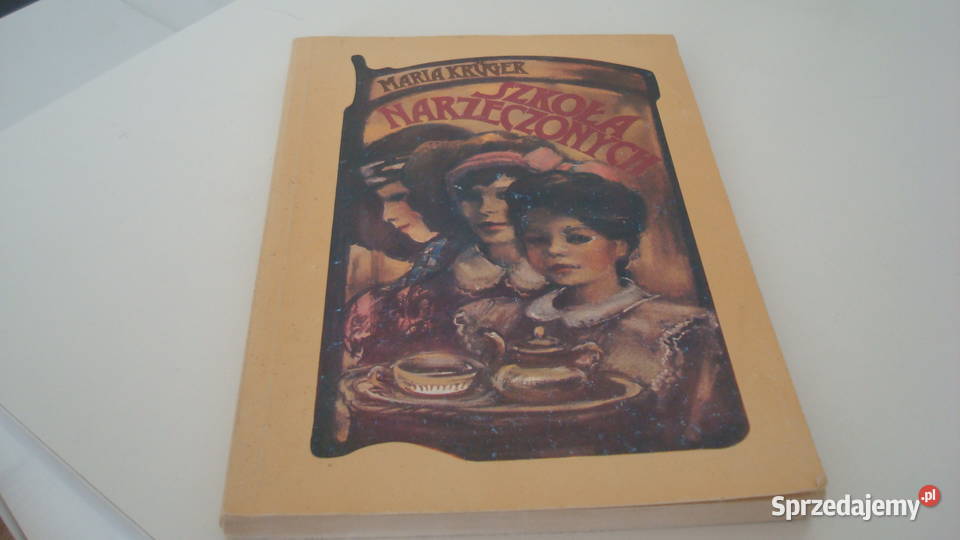 MARIA KRÜGER
SZKOŁA
NARZECZONYCH
Sprzedajemy.pl